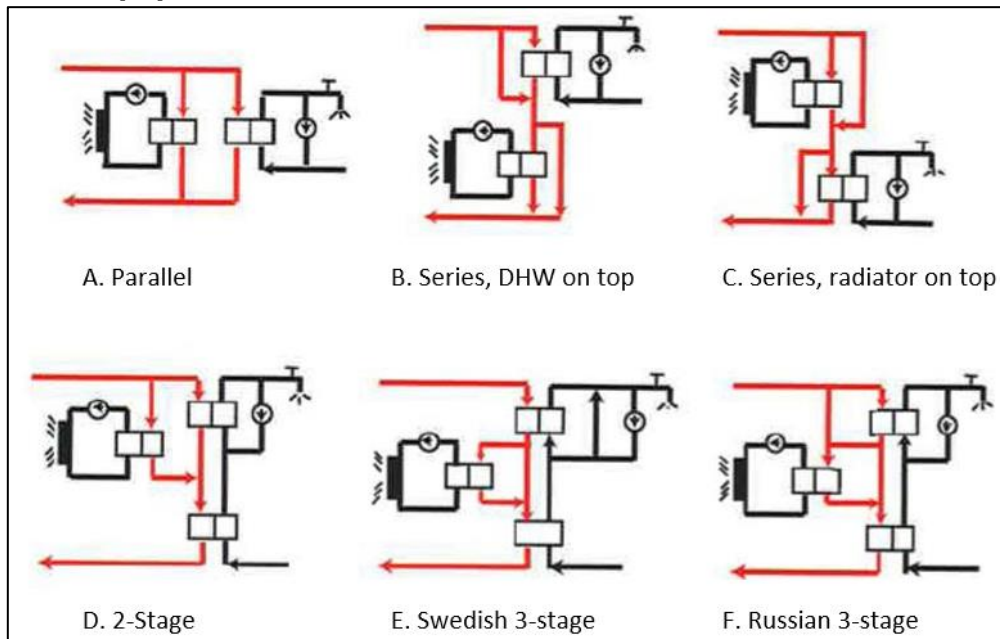 A. Parallel
B. Series, DHW on top
C. Series, radiator on top
D. 2-Stage
E. Swedish 3-stage
F. Russian 3-stage